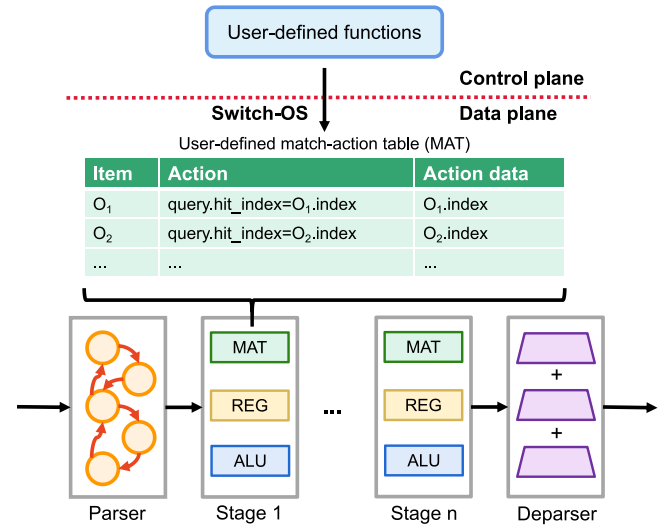 User-defined functions
Control plane
Switch-OS
Data plane
User-defined match-action table (MAT)
Item Action Action data
O₁ query.hit_index=O₁.index O₁.index
O₂ query.hit_index=O₂.index O₂.index
... ... ...
MAT MAT
+
REG ... REG
+
ALU ALU
Parser Stage 1 Stage n Deparser